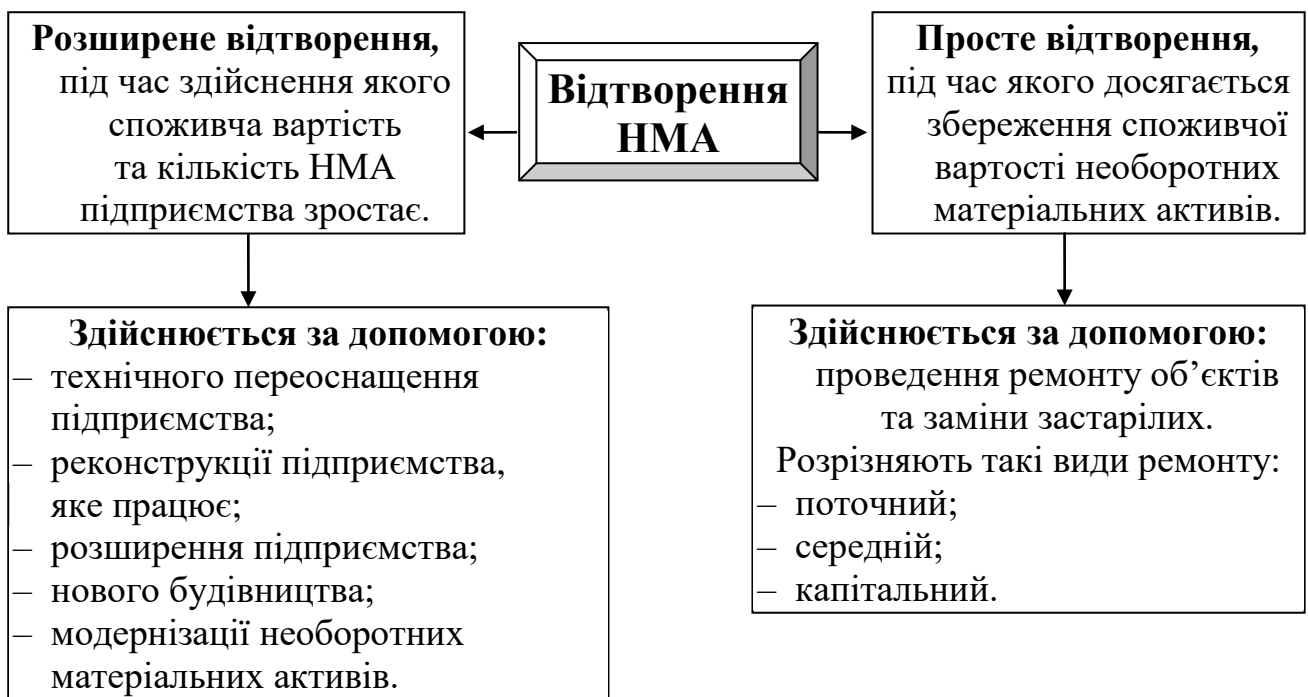 Розширене відтворення,
під час здійснення якого
споживча вартість
та кількість НМА
підприємства зростає.
Відтворення
НМА
Просте відтворення,
під час якого досягається
збереження споживчої
вартості необоротних
матеріальних активів.
Здійснюється за допомогою:
– технічного переоснащення
підприємства;
– реконструкції підприємства,
яке працює;
– розширення підприємства;
– нового будівництва;
– модернізації необоротних
матеріальних активів.
Здійснюється за допомогою:
проведення ремонту об’єктів
та заміни застарілих.
Розрізняють такі види ремонту:
– поточний;
– середній;
– капітальний.